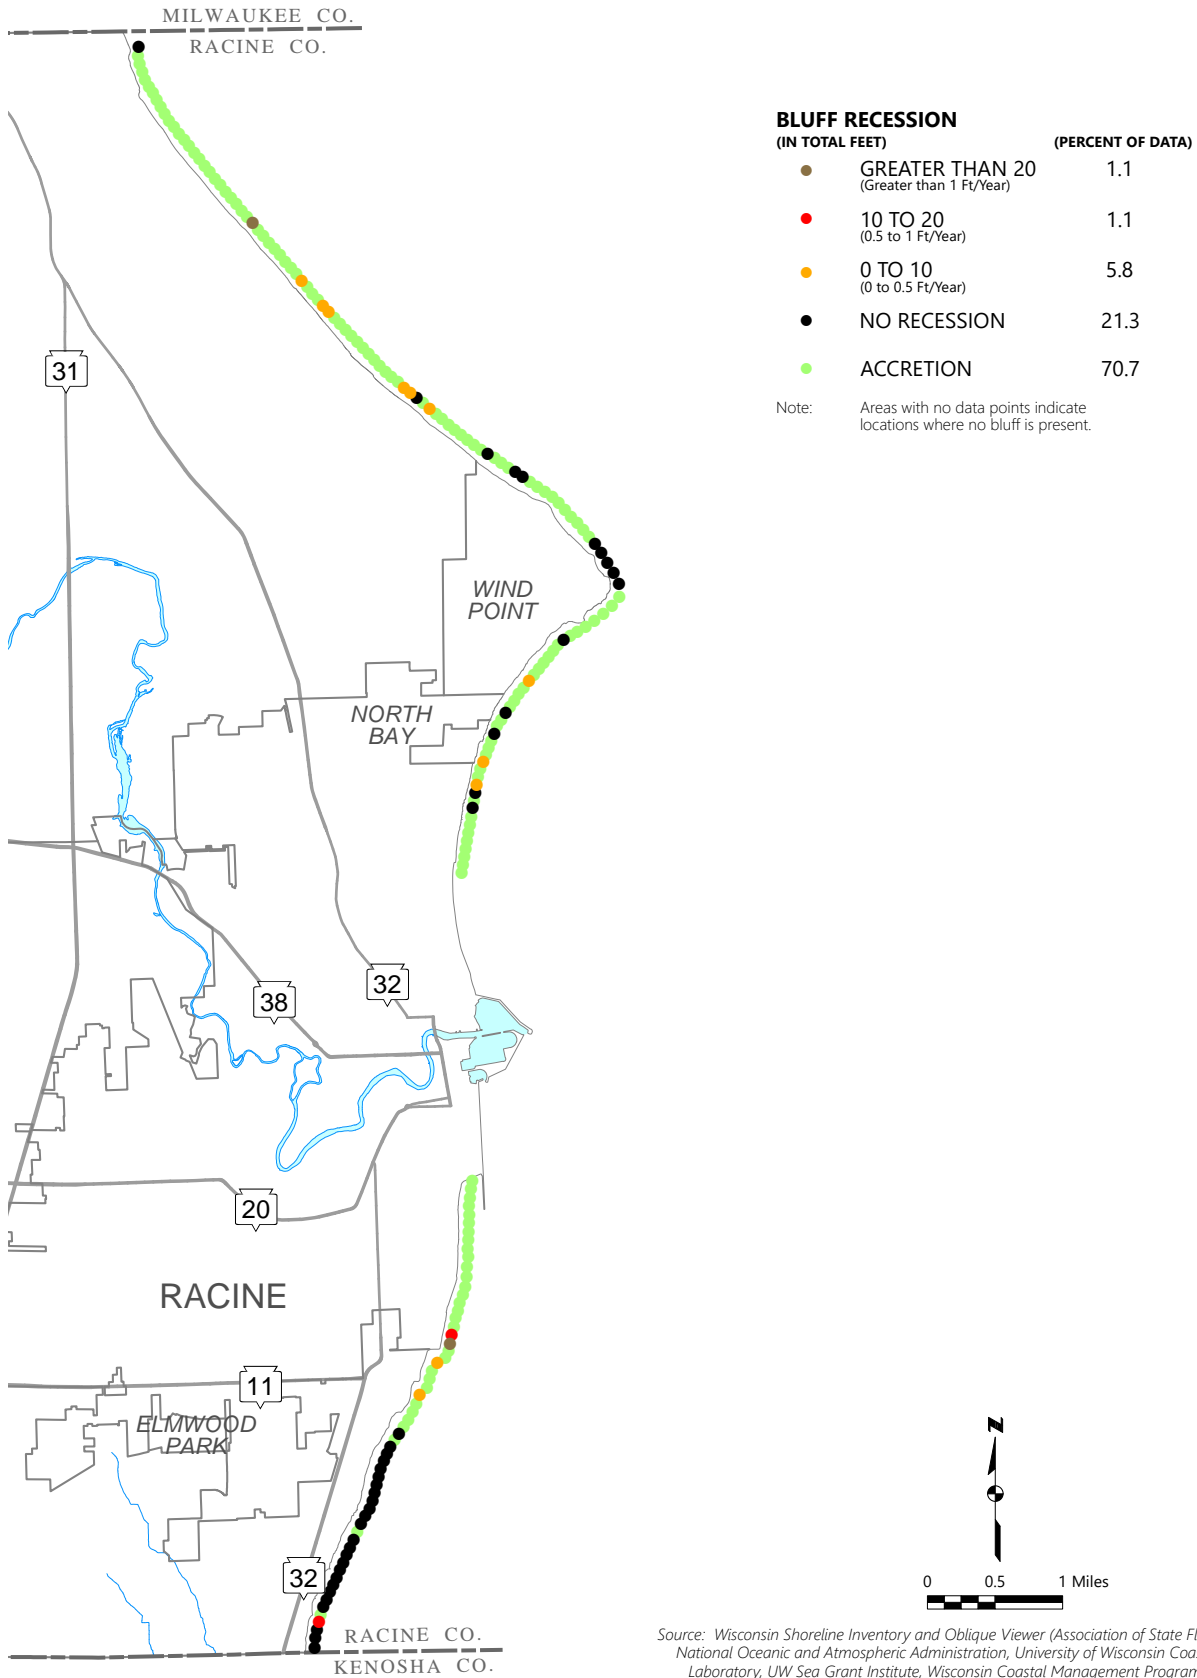 MILWAUKEE CO.
RACINE CO.
BLUFF RECESSION
(IN TOTAL FEET) (PERCENT OF DATA)
GREATER THAN 20 1.1
(Greater than 1 Ft/Year)
10 TO 20 1.1
(0.5 to 1 Ft/Year)
0 TO 10 5.8
(0 to 0.5 Ft/Year)
NO RECESSION 21.3
ACCRETION 70.7
Note: Areas with no data points indicate
locations where no bluff is present.
31
WIND
POINT
NORTH
BAY
32
38
20
RACINE
11
ELMWOOD
PARK
32
N
0 0.5 1 Miles
RACINE CO.
KENOSHA CO.
Source: Wisconsin Shoreline Inventory and Oblique Viewer (Association of State Fl
National Oceanic and Atmospheric Administration, University of Wisconsin Coa
Laboratory, UW Sea Grant Institute, Wisconsin Coastal Management Program